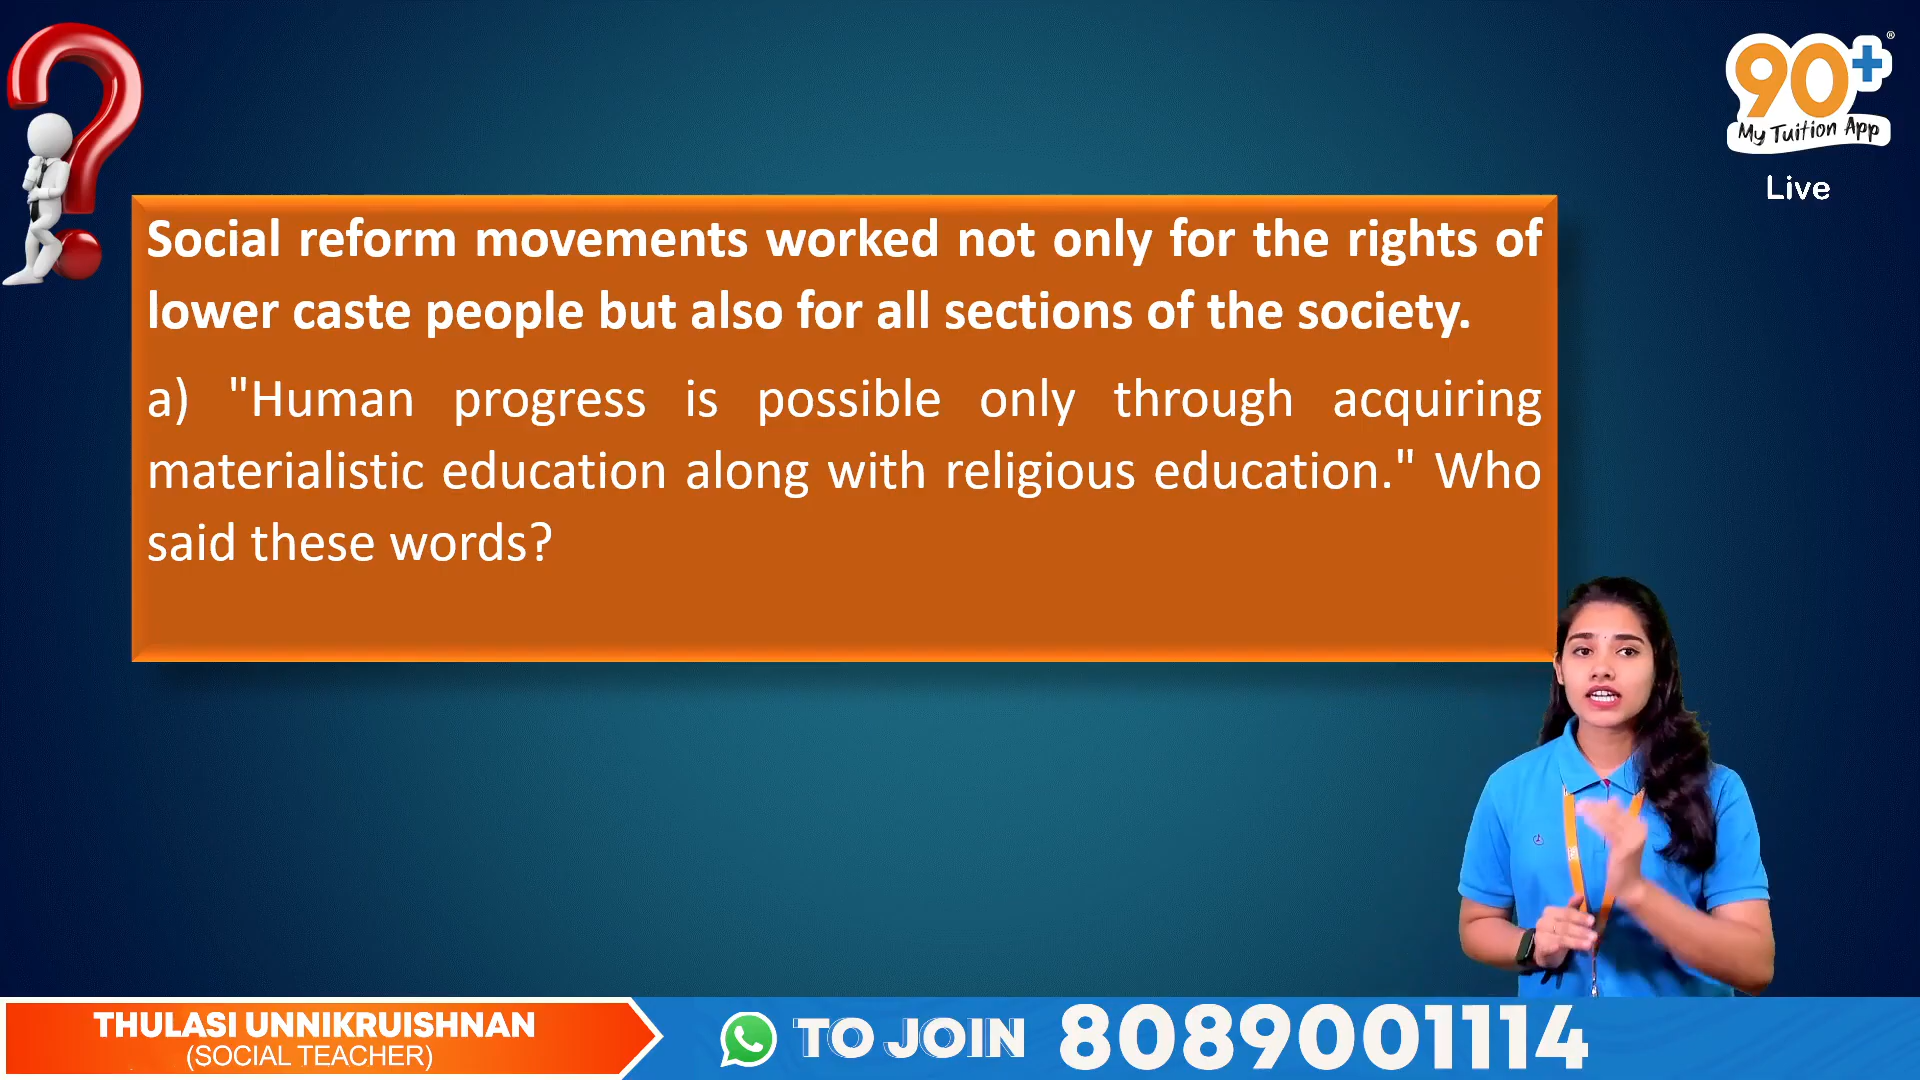 90+®
My Tuition App
Live
Social reform movements worked not only for the rights of
lower caste people but also for all sections of the society.
a) "Human progress is possible only through acquiring
materialistic education along with religious education." Who
said these words?
THULASI UNNIKRUISHNAN
(SOCIAL TEACHER)
TO JOIN 8089001114